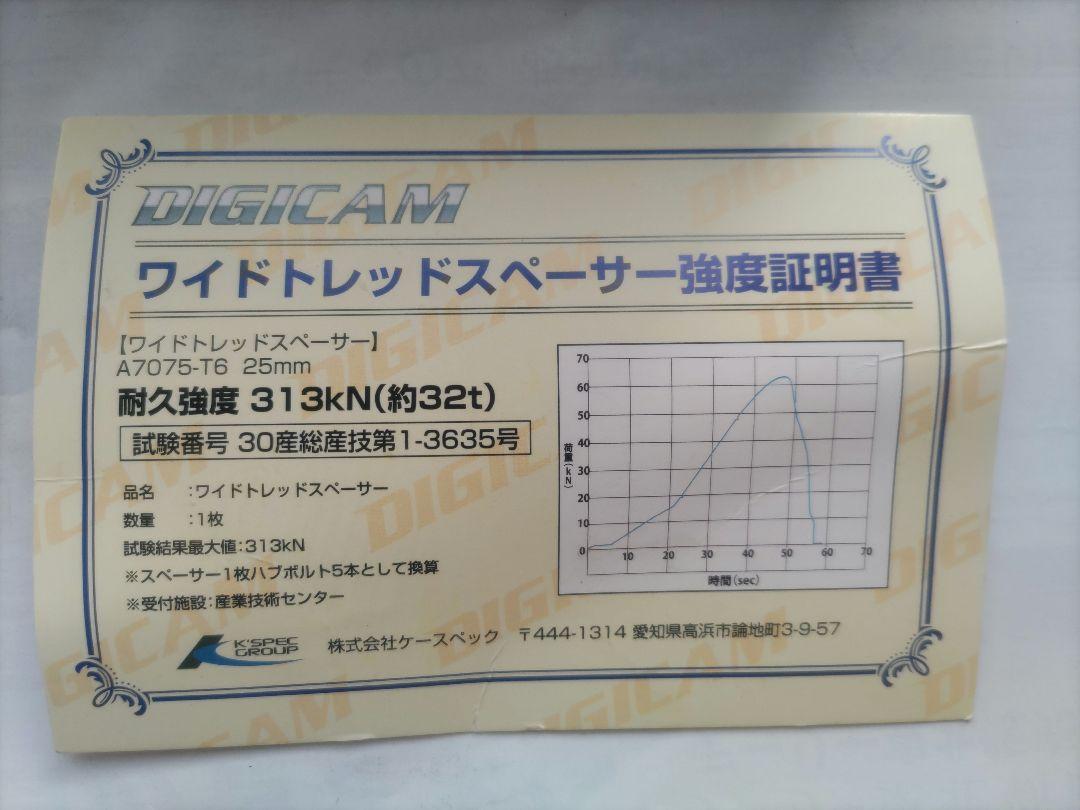 DIGICAM
ワイドトレッドスペーサー強度証明書
【ワイドトレッドスペーサー】
A7075-T6 25mm
耐久強度 313kN(約32t)
試験番号 30産総産技第1-3635号
品名 :ワイドトレッドスペーサー
数量 :1枚
試験結果最大値:313kN
※スペーサー1枚ハブボルト5本として換算
※受付施設:産業技術センター
荷重(kN)
70
60
50
40
30
20
10
0
10 20 30 40 50 60 70
時間(sec)
K'SPEC
GROUP
株式会社ケースペック 〒444-1314 愛知県高浜市論地町3-9-57